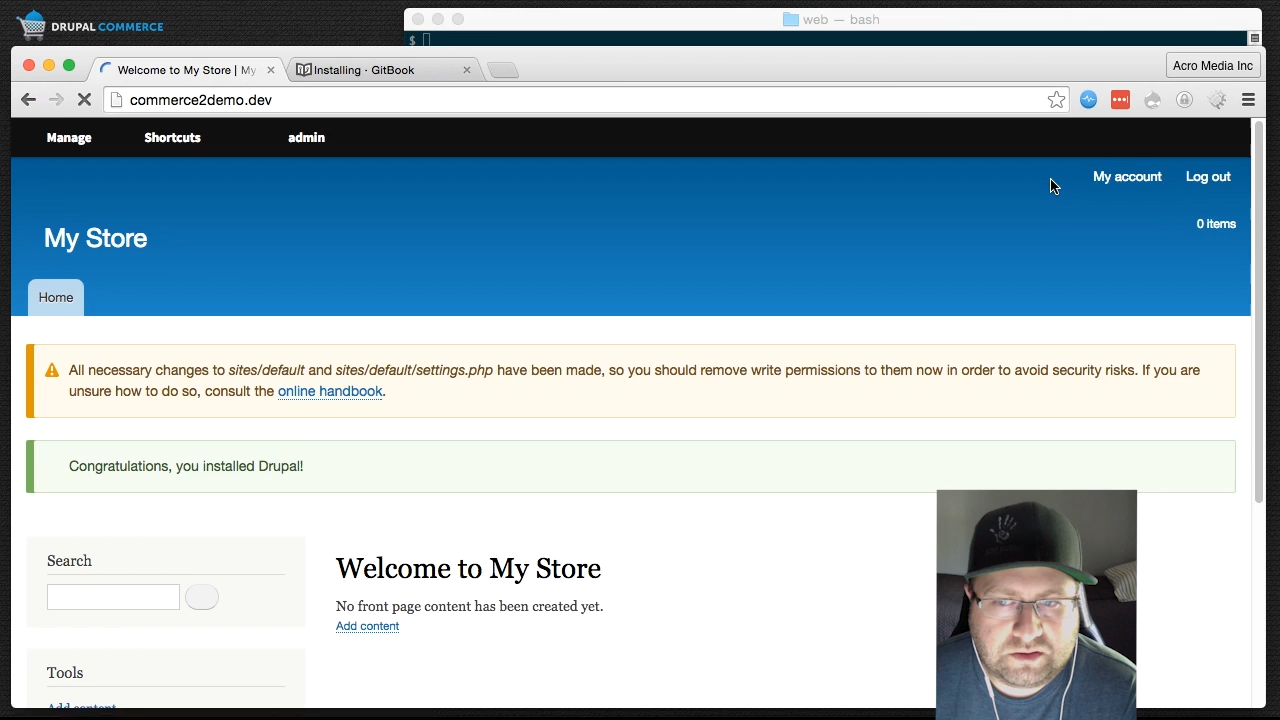 DRUPAL COMMERCE
web — bash
$
Welcome to My Store | My
Installing · GitBook
Acro Media Inc
commerce2demo.dev
Manage
Shortcuts
admin
My account
Log out
0 items
My Store
Home
All necessary changes to sites/default and sites/default/settings.php have been made, so you should remove write permissions to them now in order to avoid security risks. If you are
unsure how to do so, consult the online handbook.
Congratulations, you installed Drupal!
Search
Welcome to My Store
No front page content has been created yet.
Add content
Tools
Add content